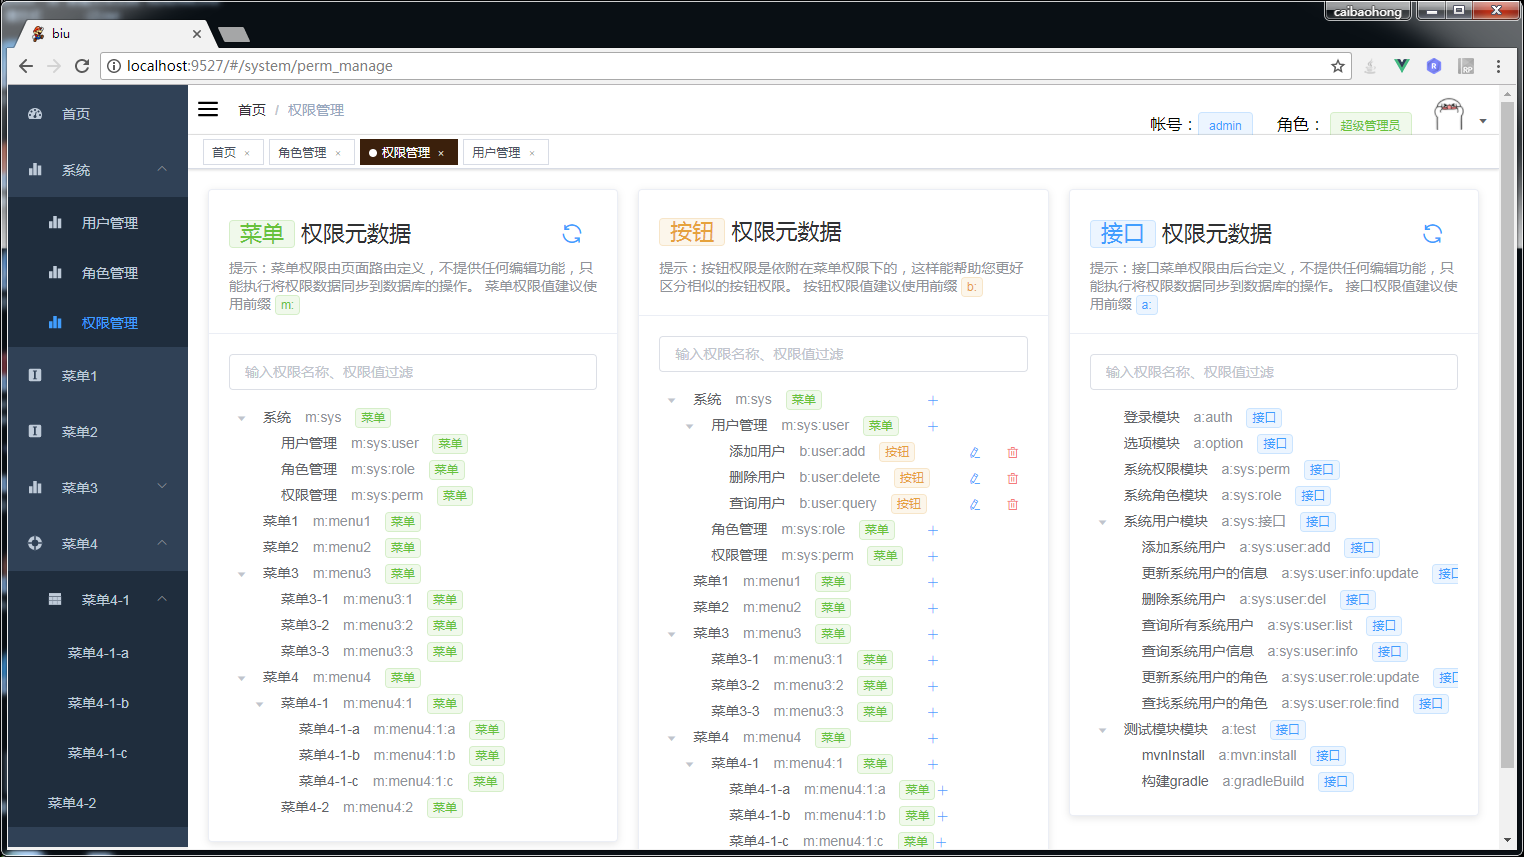 caibaohong
biu
localhost:9527/#/system/perm_manage
首页
系统
用户管理
角色管理
权限管理
菜单1
菜单2
菜单3
菜单4
菜单4-1
菜单4-1-a
菜单4-1-b
菜单4-1-c
菜单4-2
首页 / 权限管理
帐号： admin 角色： 超级管理员
首页 × 角色管理 × 权限管理 × 用户管理 ×
菜单 权限元数据
提示：菜单权限由页面路由定义，不提供任何编辑功能，只
能执行将权限数据同步到数据库的操作。 菜单权限值建议使
用前缀 m:
输入权限名称、权限值过滤
系统 m:sys 菜单
用户管理 m:sys:user 菜单
角色管理 m:sys:role 菜单
权限管理 m:sys:perm 菜单
菜单1 m:menu1 菜单
菜单2 m:menu2 菜单
菜单3 m:menu3 菜单
菜单3-1 m:menu3:1 菜单
菜单3-2 m:menu3:2 菜单
菜单3-3 m:menu3:3 菜单
菜单4 m:menu4 菜单
菜单4-1 m:menu4:1 菜单
菜单4-1-a m:menu4:1:a 菜单
菜单4-1-b m:menu4:1:b 菜单
菜单4-1-c m:menu4:1:c 菜单
菜单4-2 m:menu4:2 菜单
按钮 权限元数据
提示：按钮权限是依附在菜单权限下的，这样能帮助您更好
区分相似的按钮权限。 按钮权限值建议使用前缀 b:
输入权限名称、权限值过滤
系统 m:sys 菜单
用户管理 m:sys:user 菜单
添加用户 b:user:add 按钮
删除用户 b:user:delete 按钮
查询用户 b:user:query 按钮
角色管理 m:sys:role 菜单
权限管理 m:sys:perm 菜单
菜单1 m:menu1 菜单
菜单2 m:menu2 菜单
菜单3 m:menu3 菜单
菜单3-1 m:menu3:1 菜单
菜单3-2 m:menu3:2 菜单
菜单3-3 m:menu3:3 菜单
菜单4 m:menu4 菜单
菜单4-1 m:menu4:1 菜单
菜单4-1-a m:menu4:1:a 菜单
菜单4-1-b m:menu4:1:b 菜单
菜单4-1-c m:menu4:1:c 菜单
接口 权限元数据
提示：接口菜单权限由后台定义，不提供任何编辑功能，只
能执行将权限数据同步到数据库的操作。 接口权限值建议使
用前缀 a:
输入权限名称、权限值过滤
登录模块 a:auth 接口
选项模块 a:option 接口
系统权限模块 a:sys:perm 接口
系统角色模块 a:sys:role 接口
系统用户模块 a:sys:接口 接口
添加系统用户 a:sys:user:add 接口
更新系统用户的信息 a:sys:user:info:update 接口
删除系统用户 a:sys:user:del 接口
查询所有系统用户 a:sys:user:list 接口
查询系统用户信息 a:sys:user:info 接口
更新系统用户的角色 a:sys:user:role:update 接口
查找系统用户的角色 a:sys:user:role:find 接口
测试模块模块 a:test 接口
mvnInstall a:mvn:install 接口
构建gradle a:gradleBuild 接口